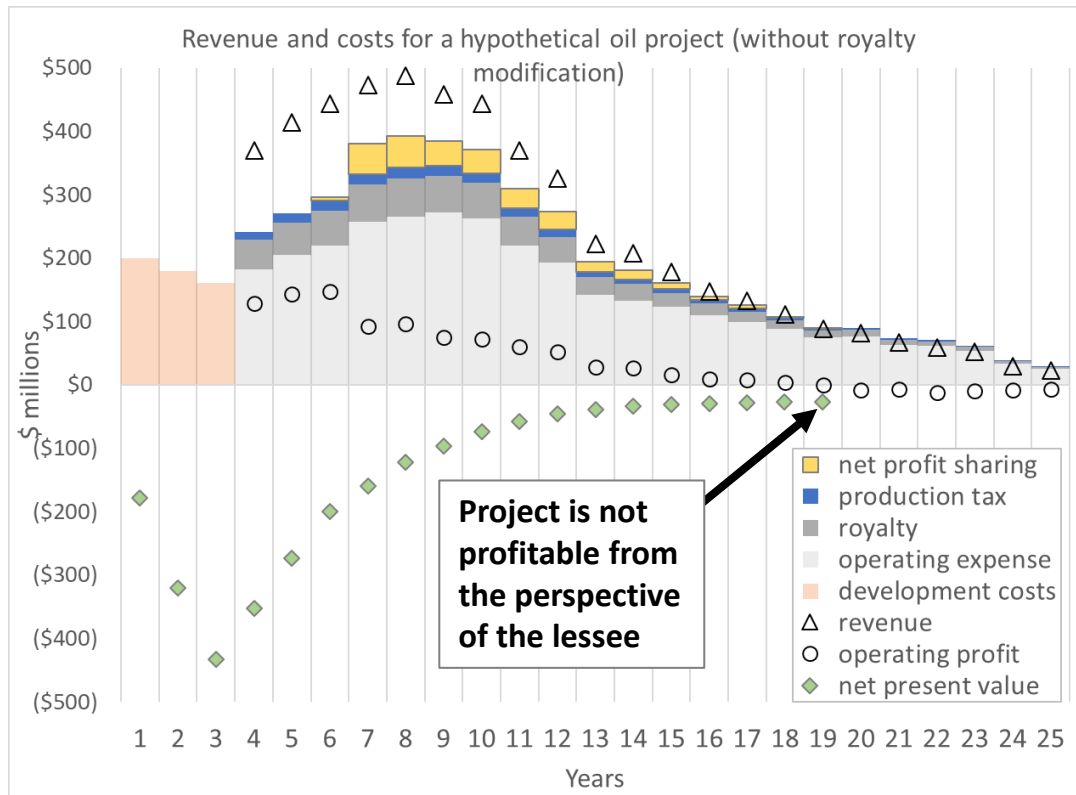 Revenue and costs for a hypothetical oil project (without royalty
modification)
$500
$400
$300
$200
$100
$0
($100)
($200)
($300)
($400)
($500)
$ millions
Project is not
profitable from
the perspective
of the lessee
net profit sharing
production tax
royalty
operating expense
development costs
revenue
operating profit
net present value
1 2 3 4 5 6 7 8 9 10 11 12 13 14 15 16 17 18 19 20 21 22 23 24 25
Years